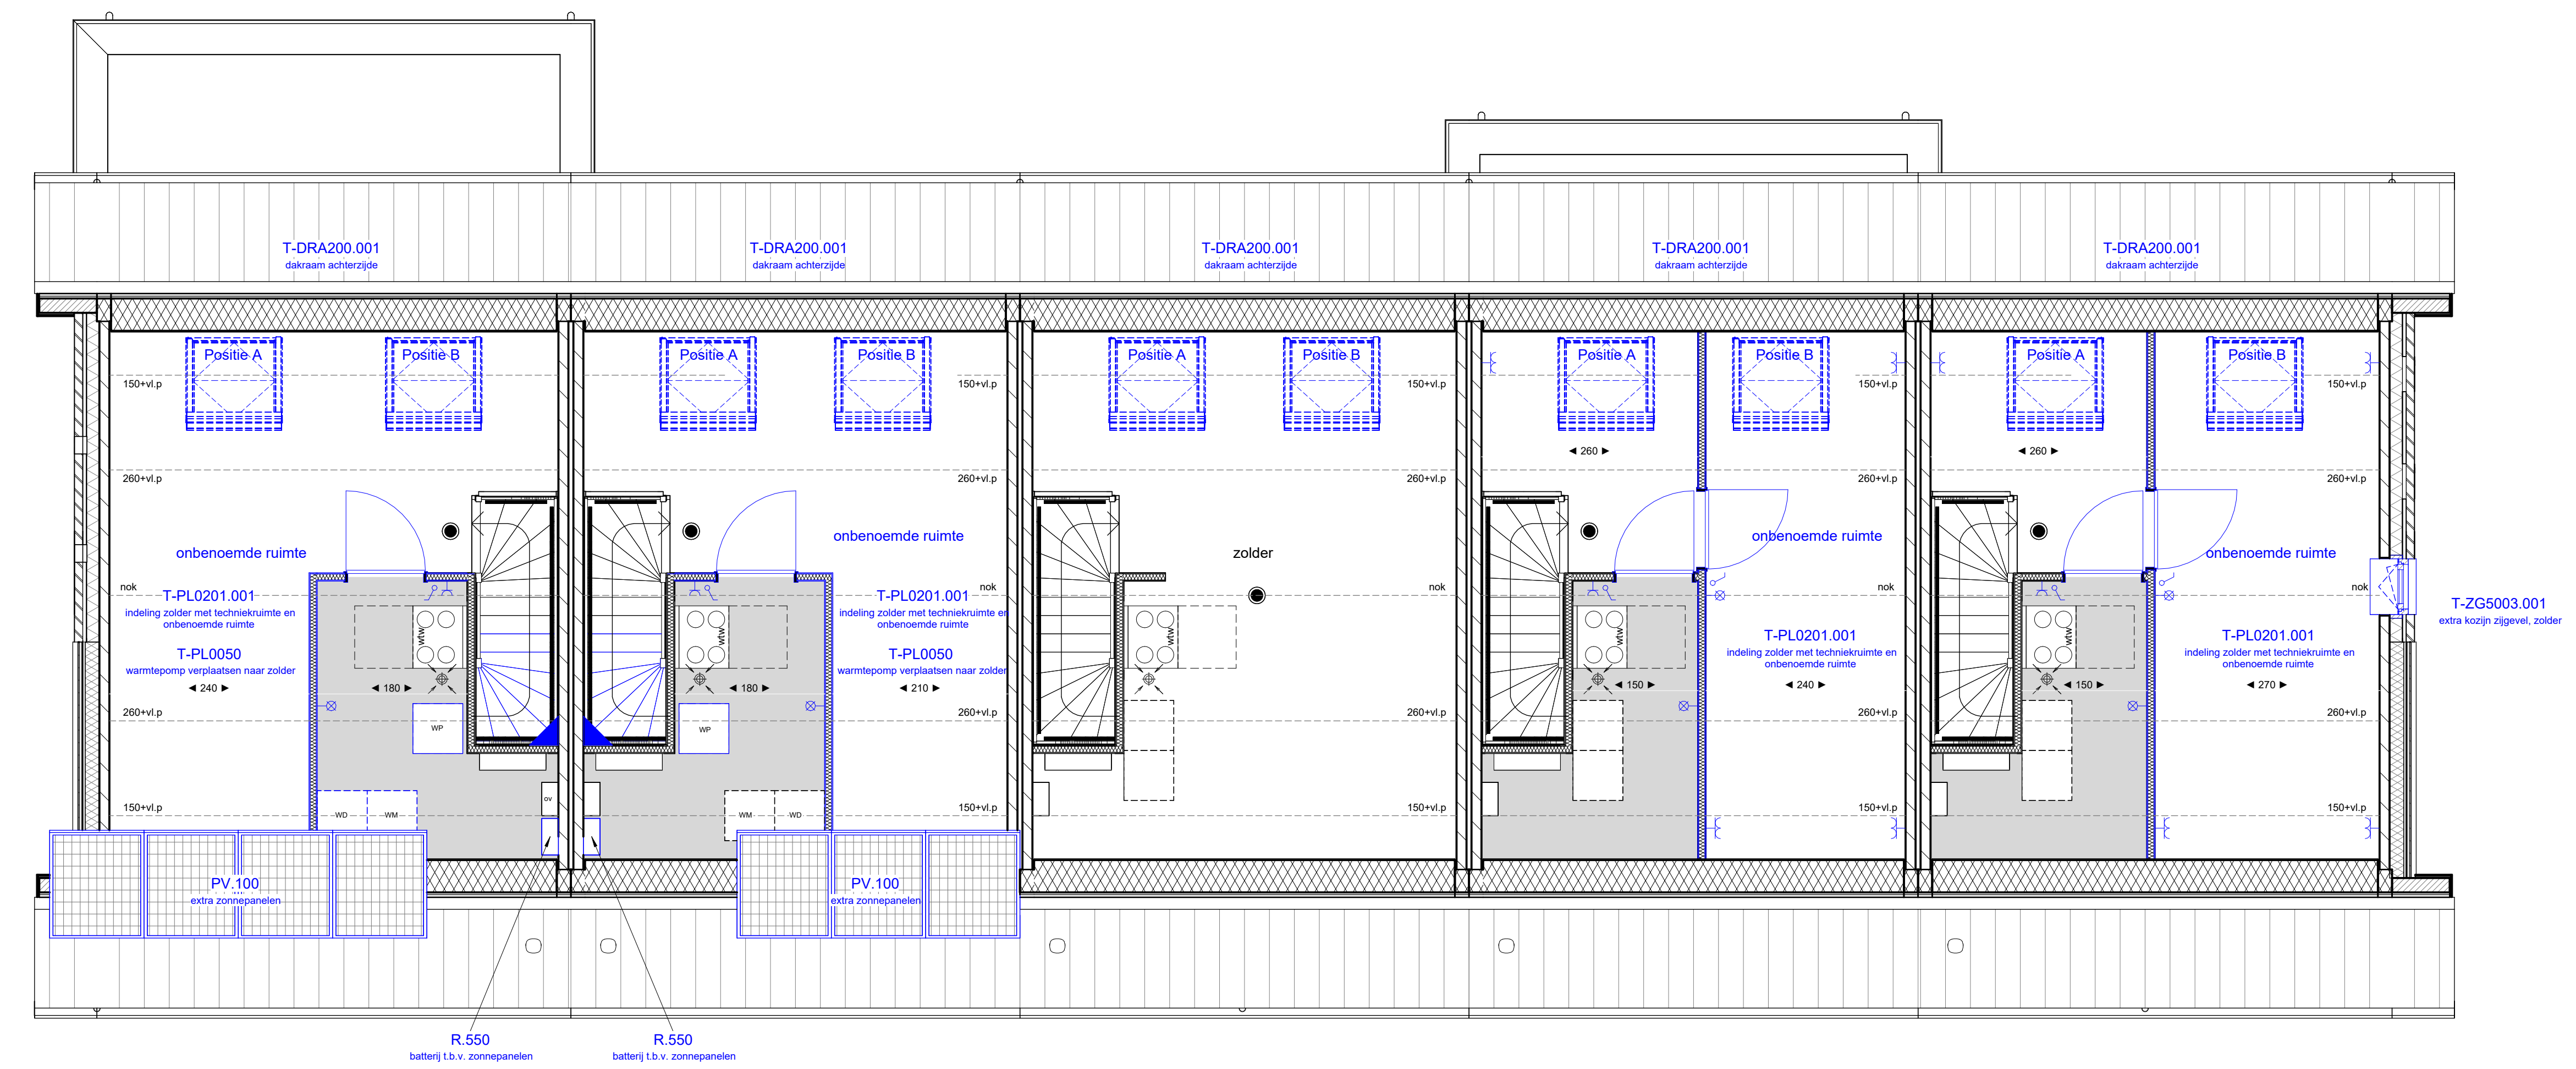 T-DRA200.001
dakraam achterzijde
T-DRA200.001
dakraam achterzijde
T-DRA200.001
dakraam achterzijde
T-DRA200.001
dakraam achterzijde
T-DRA200.001
dakraam achterzijde
Positie A
Positie B
150+vl.p
260+vl.p
onbenoemde ruimte
nok
T-PL0201.001
indeling zolder met techniekruimte en
onbenoemde ruimte
T-PL0050
warmtepomp verplaatsen naar zolder
◄ 240 ►
◄ 180 ►
wtw
WP
260+vl.p
150+vl.p
WD
WM
ov
PV.100
extra zonnepanelen
R.550
batterij t.b.v. zonnepanelen
Positie A
Positie B
150+vl.p
260+vl.p
onbenoemde ruimte
nok
T-PL0201.001
indeling zolder met techniekruimte en
onbenoemde ruimte
T-PL0050
warmtepomp verplaatsen naar zolder
wtw
◄ 180 ►
◄ 210 ►
WP
260+vl.p
150+vl.p
WM
WD
PV.100
extra zonnepanelen
R.550
batterij t.b.v. zonnepanelen
Positie A
Positie B
150+vl.p
260+vl.p
zolder
nok
wtw
260+vl.p
150+vl.p
Positie A
Positie B
150+vl.p
◄ 260 ►
260+vl.p
onbenoemde ruimte
nok
wtw
T-PL0201.001
indeling zolder met techniekruimte en
onbenoemde ruimte
◄ 150 ►
◄ 240 ►
260+vl.p
150+vl.p
Positie A
Positie B
150+vl.p
◄ 260 ►
260+vl.p
onbenoemde ruimte
nok
wtw
T-PL0201.001
indeling zolder met techniekruimte en
onbenoemde ruimte
◄ 150 ►
◄ 270 ►
260+vl.p
150+vl.p
T-ZG5003.001
extra kozijn zijgevel, zolder